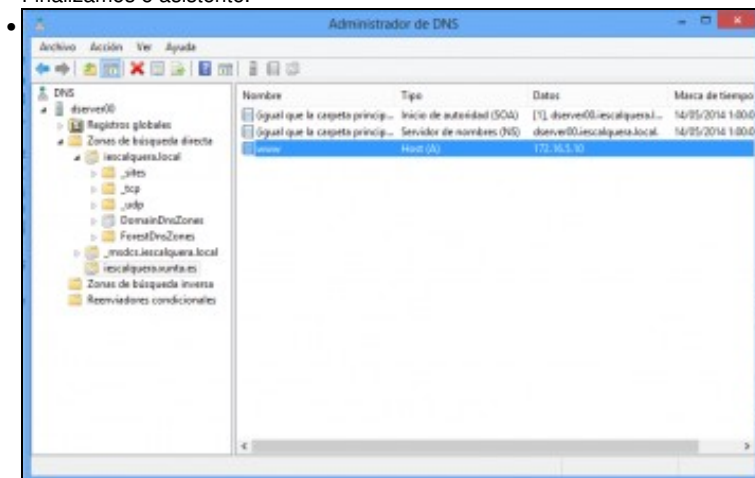 Finalizamos o asistente.
Administrador de DNS
Archivo Acción Ver Ayuda
DNS
dserver00
Registros globales
Zonas de búsqueda directa
iescalquera.local
_sites
_tcp
_udp
DomainDnsZones
ForestDnsZones
_msdcs.iescalquera.local
iescalquera.xunta.es
Zonas de búsqueda inversa
Reenviadores condicionales
Nombre Tipo Datos Marca de tiempo
(igual que la carpeta princip... Inicio de autoridad (SOA) [1], dserver00.iescalquera.l... 14/05/2014 1:00:0
(igual que la carpeta princip... Servidor de nombres (NS) dserver00.iescalquera.local. 14/05/2014 1:00:0
www Host (A) 172.16.5.10